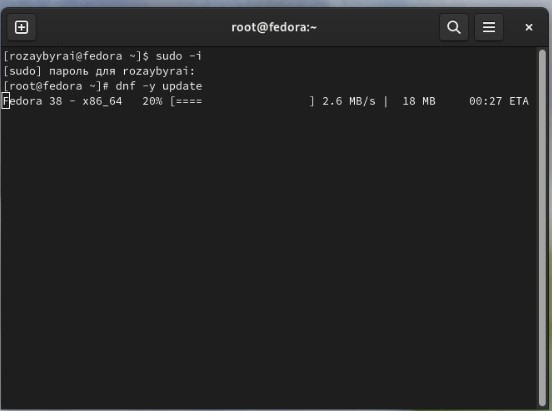 root@fedora:~
[rozaybyrai@fedora ~]$ sudo -i
[sudo] пароль для rozaybyrai:
[root@fedora ~]# dnf -y update
Fedora 38 - x86_64   20% [====                ] 2.6 MB/s |  18 MB     00:27 ETA